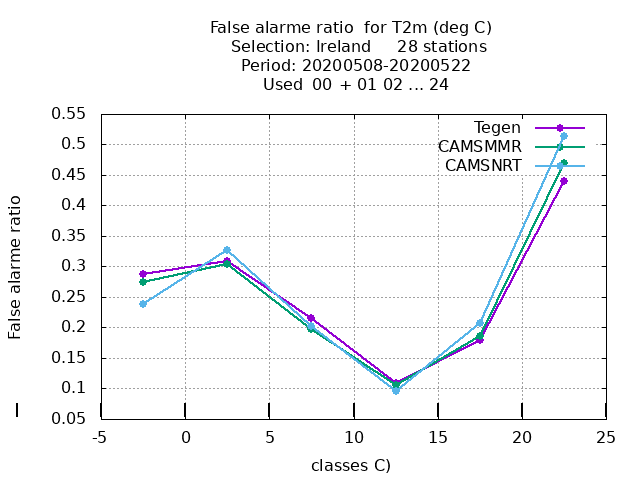 False alarme ratio  for T2m (deg C)
Selection: Ireland     28 stations
Period: 20200508-20200522
Used  00 + 01 02 ... 24
Tegen
CAMSMMR
CAMSNRT
0.55
0.5
0.45
0.4
0.35
0.3
0.25
0.2
0.15
0.1
0.05
False alarme ratio
-5 0 5 10 15 20 25
classes C)